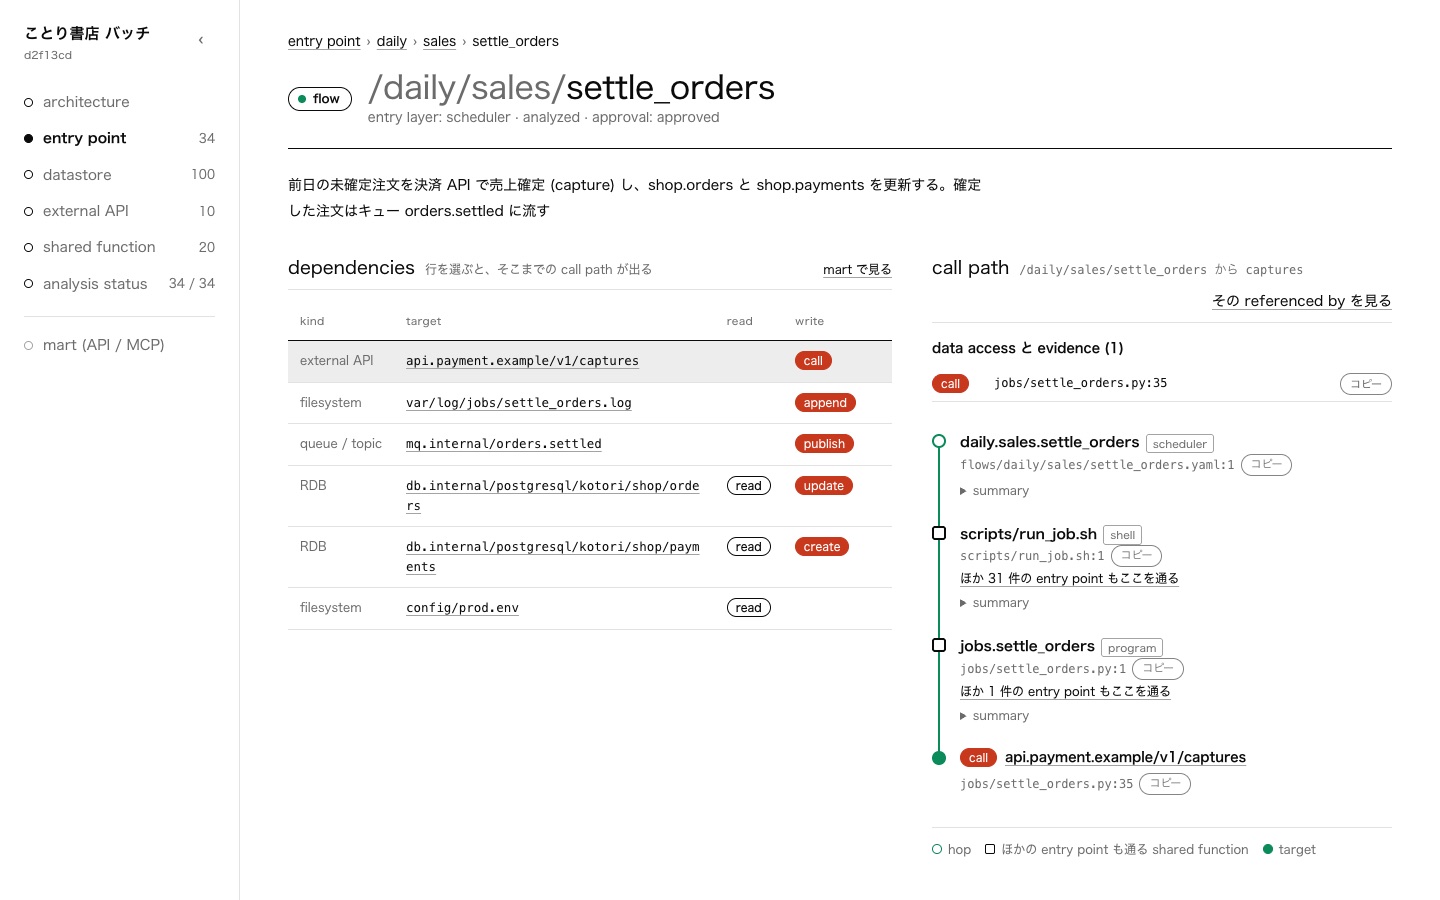 ことり書店 バッチ
‹
d2f13cd
architecture
entry point 34
datastore 100
external API 10
shared function 20
analysis status 34 / 34
mart (API / MCP)
entry point › daily › sales › settle_orders
flow
/daily/sales/settle_orders
entry layer: scheduler · analyzed · approval: approved
前日の未確定注文を決済 API で売上確定 (capture) し、shop.orders と shop.payments を更新する。確定
した注文はキュー orders.settled に流す
dependencies 行を選ぶと、そこまでの call path が出る mart で見る
kind target read write
external API api.payment.example/v1/captures call
filesystem var/log/jobs/settle_orders.log append
queue / topic mq.internal/orders.settled publish
RDB db.internal/postgresql/kotori/shop/orde read update
rs
RDB db.internal/postgresql/kotori/shop/paym read create
ents
filesystem config/prod.env read
call path /daily/sales/settle_orders から captures
その referenced by を見る
data access と evidence (1)
call jobs/settle_orders.py:35 コピー
daily.sales.settle_orders scheduler
flows/daily/sales/settle_orders.yaml:1 コピー
▶ summary
scripts/run_job.sh shell
scripts/run_job.sh:1 コピー
ほか 31 件の entry point もここを通る
▶ summary
jobs.settle_orders program
jobs/settle_orders.py:1 コピー
ほか 1 件の entry point もここを通る
▶ summary
call api.payment.example/v1/captures
jobs/settle_orders.py:35 コピー
hop ほかの entry point も通る shared function target